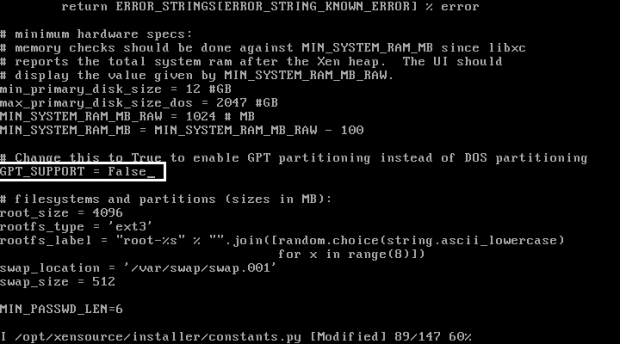 return ERROR_STRINGS[ERROR_STRING_KNOWN_ERROR] % error
# minimum hardware specs:
# memory checks should be done against MIN_SYSTEM_RAM_MB since libxc
# reports the total system ram after the Xen heap.  The UI should
# display the value given by MIN_SYSTEM_RAM_MB_RAW.
min_primary_disk_size = 12 #GB
max_primary_disk_size_dos = 2047 #GB
MIN_SYSTEM_RAM_MB_RAW = 1024 # MB
MIN_SYSTEM_RAM_MB = MIN_SYSTEM_RAM_MB_RAW - 100
# Change this to True to enable GPT partitioning instead of DOS partitioning
GPT_SUPPORT = False_
# filesystems and partitions (sizes in MB):
root_size = 4096
rootfs_type = 'ext3'
rootfs_label = "root-%s" % "".join([random.choice(string.ascii_lowercase)
for x in range(8)])
swap_location = '/var/swap/swap.001'
swap_size = 512
MIN_PASSWD_LEN=6
I /opt/xensource/installer/constants.py [Modified] 89/147 60%